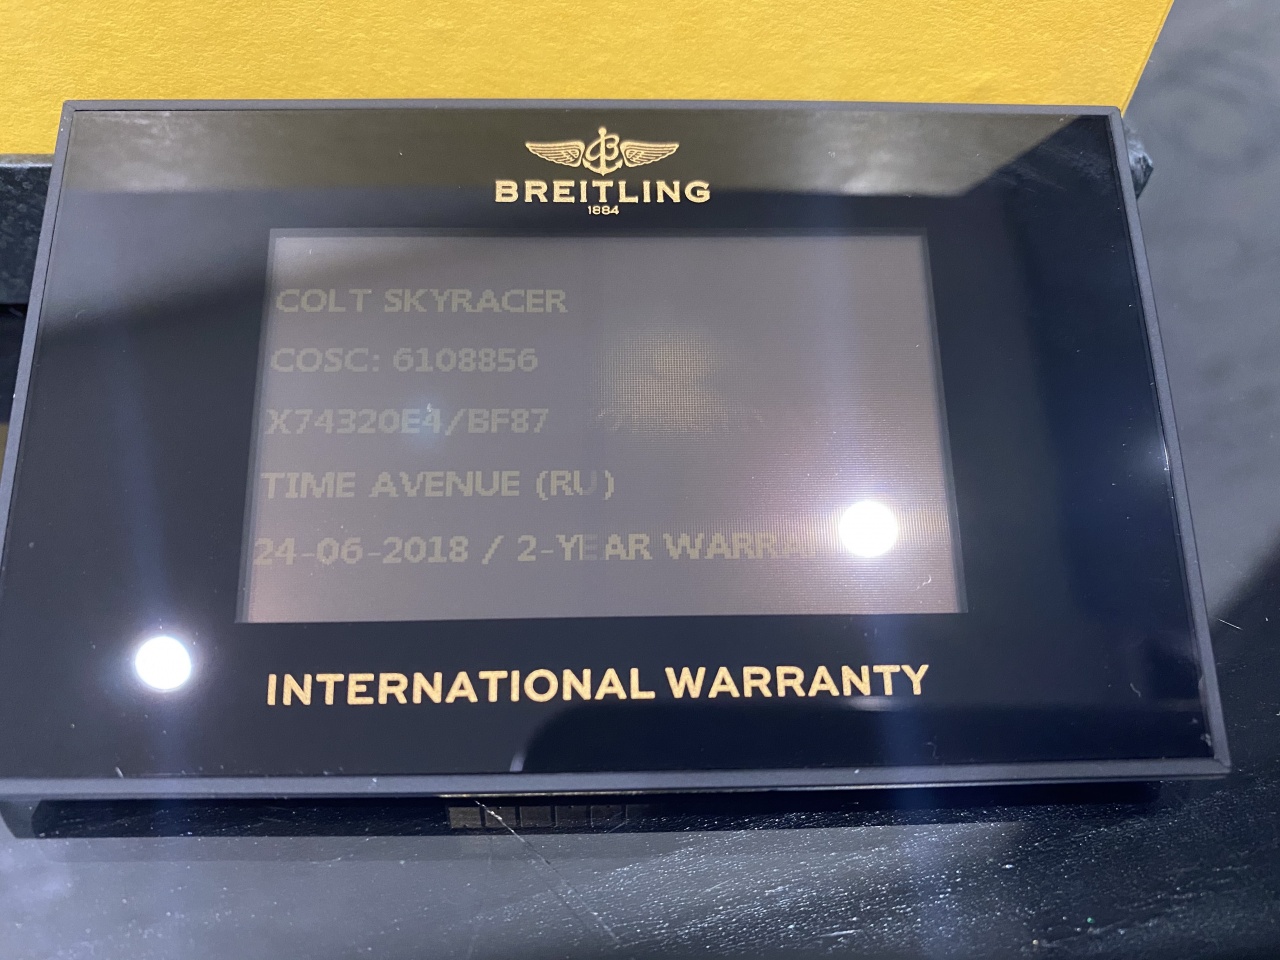 BREITLING
1884
COLT SKYRACER
COSC: 6108856
X74320E4/BF87
TIME AVENUE (RU)
24-06-2018 / 2-YEAR
INTERNATIONAL WARRANTY